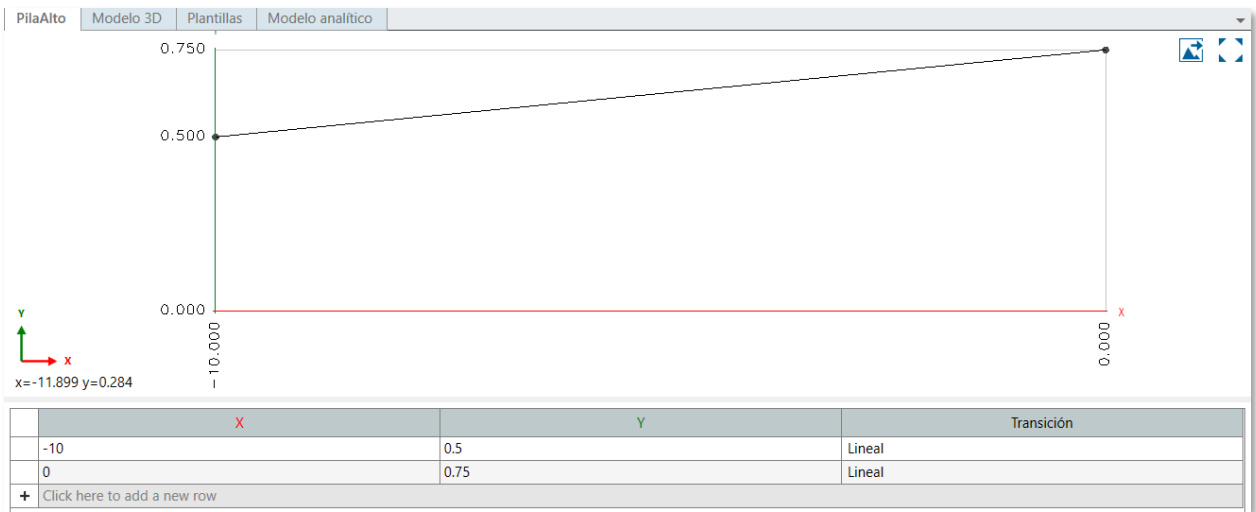 PilaAlto Modelo 3D Plantillas Modelo analítico
0.750
0.500
0.000
X
-10.000
0.000
Y
X
x=-11.899 y=0.284
X Y Transición
-10 0.5 Lineal
0 0.75 Lineal
+ Click here to add a new row